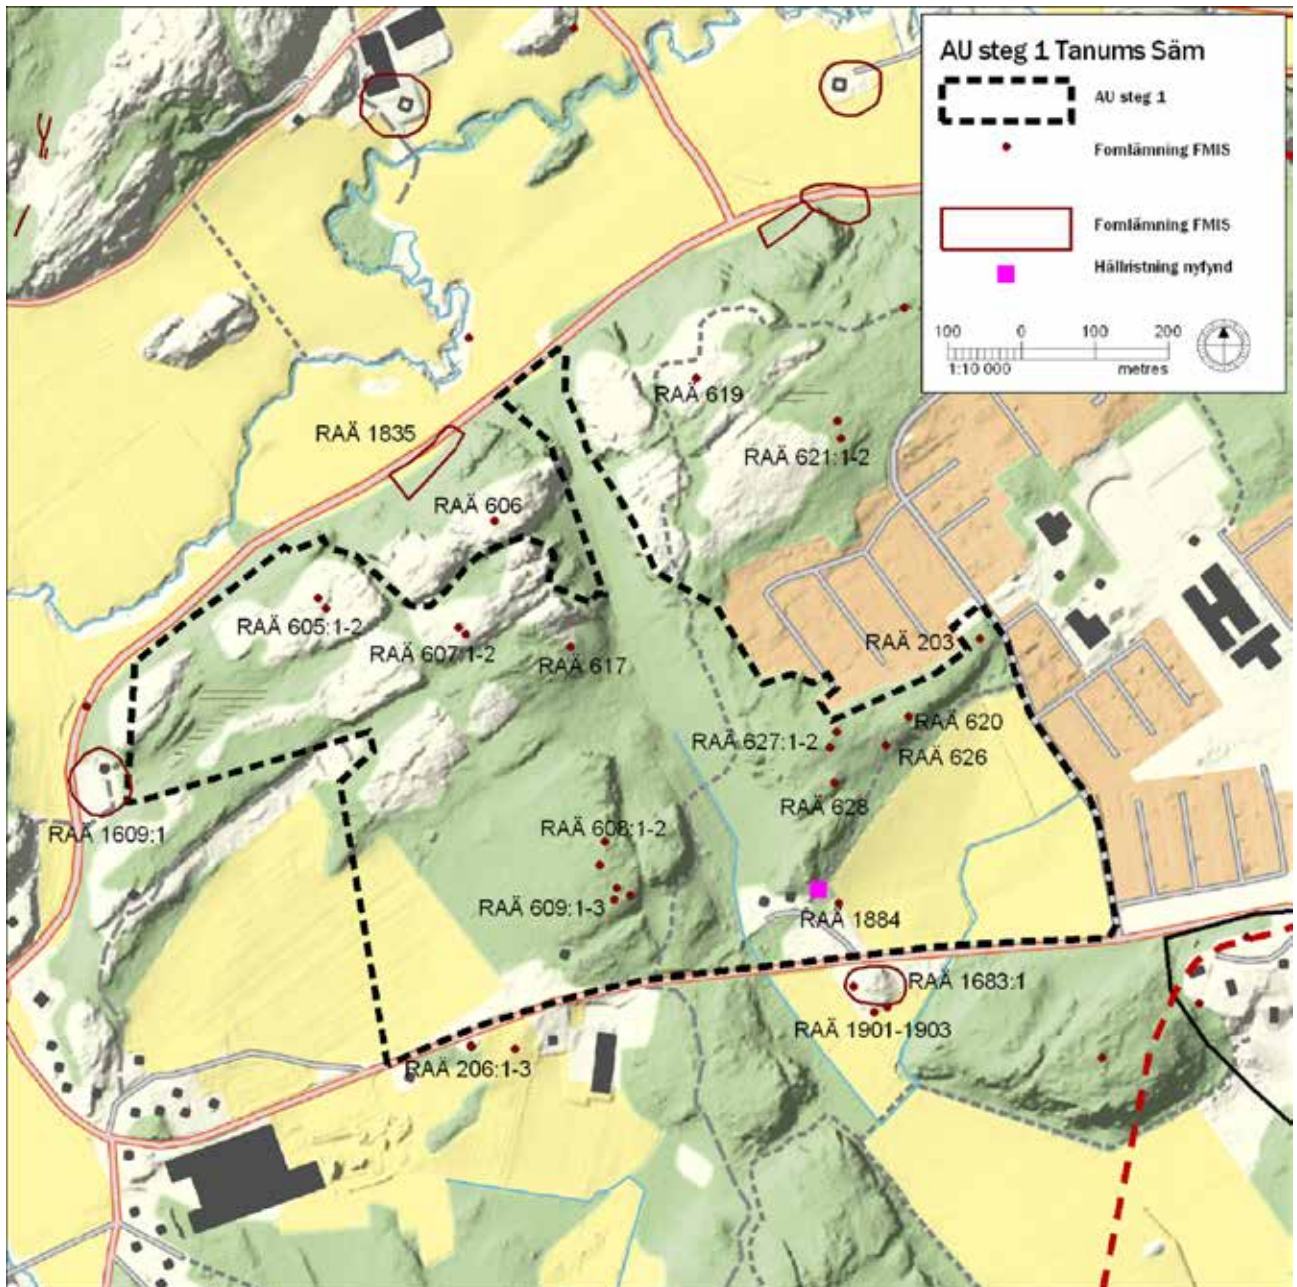 AU steg 1 Tanums Säm
AU steg 1
Fornlämning FMIS
Fornlämning FMIS
Hällristning nyfynd
100 0 100 200
1:10 000 metres
RAÄ 619
RAÄ 1835
RAÄ 621:1-2
RAÄ 606
RAÄ 605:1-2
RAÄ 607:1-2
RAÄ 617
RAÄ 203
RAÄ 620
RAÄ 627:1-2
RAÄ 626
RAÄ 628
RAÄ 1609:1
RAÄ 608:1-2
RAÄ 609:1-3
RAÄ 1884
RAÄ 1683:1
RAÄ 1901-1903
RAÄ 206:1-3